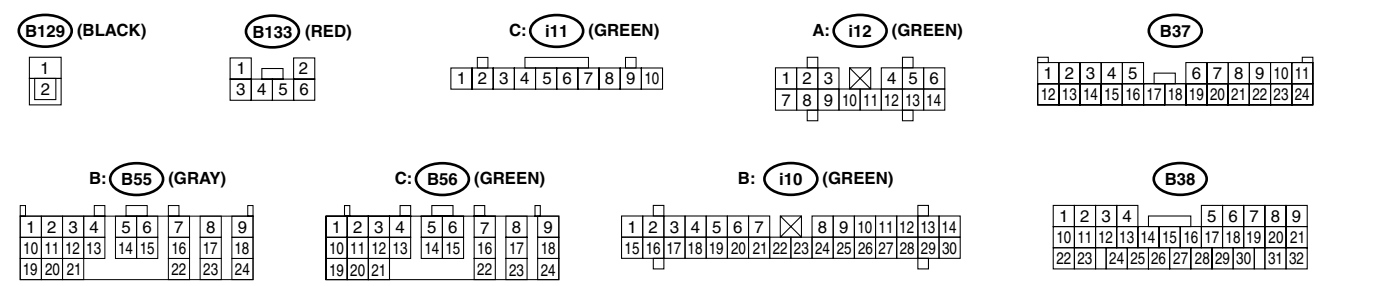 B129 (BLACK) B133 (RED) C: i11 (GREEN) A: i12 (GREEN) B37
1 1 2 1 2 3 4 5 6 7 8 9 10 1 2 3 4 5 6 1 2 3 4 5 6 7 8 9 10 11
2 3 4 5 6 7 8 9 10 11 12 13 14 12 13 14 15 16 17 18 19 20 21 22 23 24
B: B55 (GRAY) C: B56 (GREEN) B: i10 (GREEN) B38
1 2 3 4 5 6 7 8 9 1 2 3 4 5 6 7 8 9 1 2 3 4 5 6 7 8 9 10 11 12 13 14 1 2 3 4 5 6 7 8 9
10 11 12 13 14 15 16 17 18 10 11 12 13 14 15 16 17 18 15 16 17 18 19 20 21 22 23 24 25 26 27 28 29 30 10 11 12 13 14 15 16 17 18 19 20 21
19 20 21 22 23 24 19 20 21 22 23 24 22 23 24 25 26 27 28 29 30 31 32